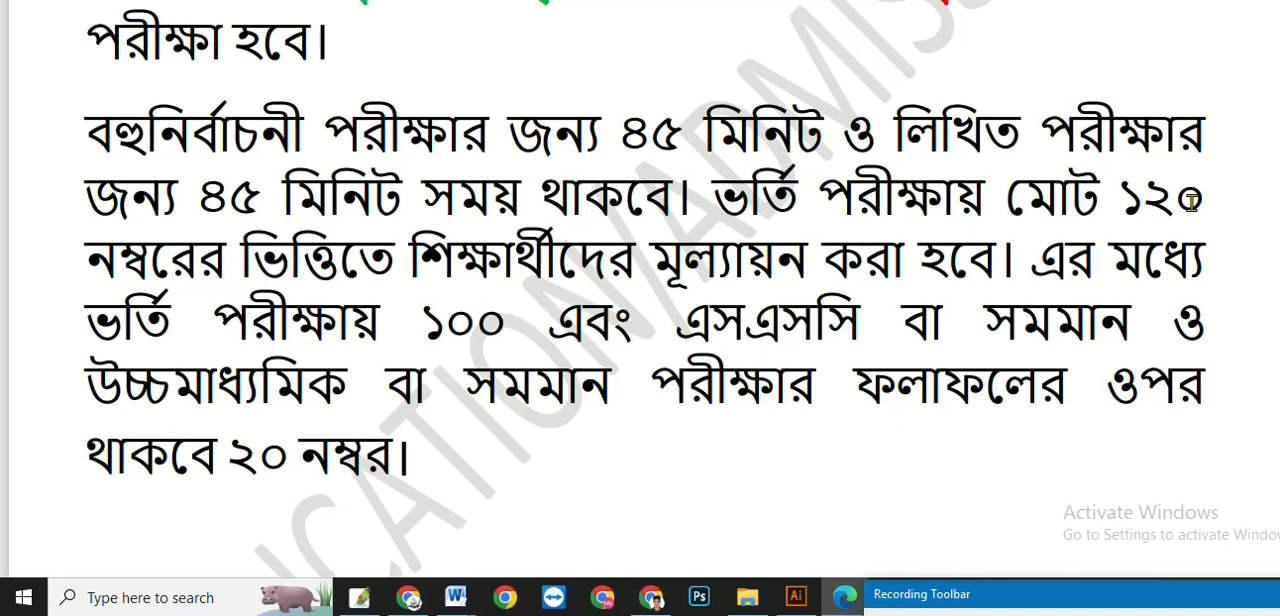 পরীক্ষা হবে।
বহুনির্বাচনী পরীক্ষার জন্য ৪৫ মিনিট ও লিখিত পরীক্ষার
জন্য ৪৫ মিনিট সময় থাকবে। ভর্তি পরীক্ষায় মোট ১২০
নম্বরের ভিত্তিতে শিক্ষার্থীদের মূল্যায়ন করা হবে। এর মধ্যে
ভর্তি পরীক্ষায় ১০০ এবং এসএসসি বা সমমান ও
উচ্চমাধ্যমিক বা সমমান পরীক্ষার ফলাফলের ওপর
থাকবে ২০ নম্বর।
Activate Windows
Go to Settings to activate Windo
Type here to search
Recording Toolbar